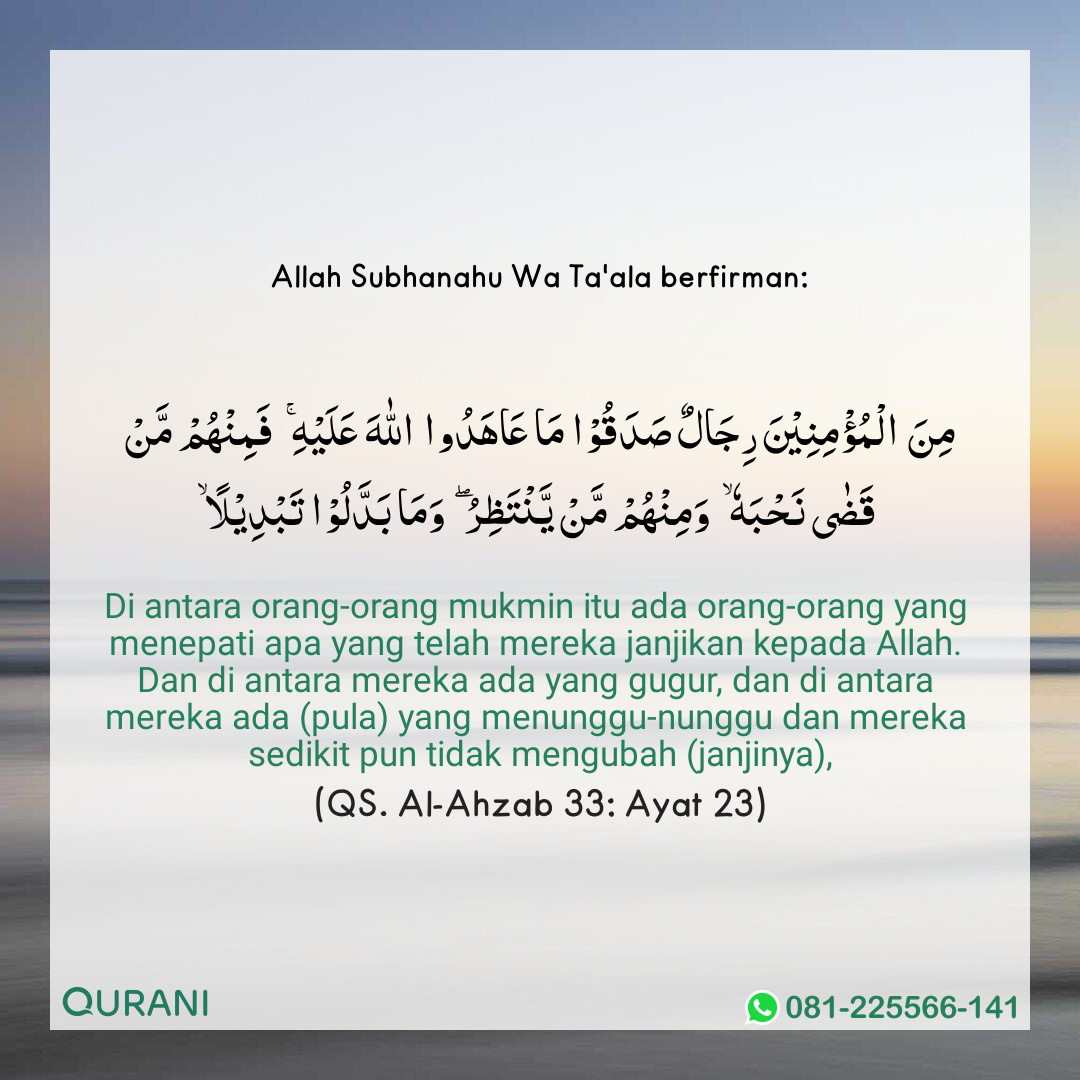 Allah Subhanahu Wa Ta'ala berfirman:
مِنَ الْمُؤْمِنِيْنَ رِجَالٌ صَدَقُوْا مَا عَاهَدُوا اللّٰهَ عَلَيْهِ ۚ فَمِنْهُمْ مَّنْ
قَضٰى نَحْبَهٗ ۙ وَمِنْهُمْ مَّنْ يَّنْتَظِرُ ۖ وَمَا بَدَّلُوْا تَبْدِيْلًا ۙ
Di antara orang-orang mukmin itu ada orang-orang yang
menepati apa yang telah mereka janjikan kepada Allah.
Dan di antara mereka ada yang gugur, dan di antara
mereka ada (pula) yang menunggu-nunggu dan mereka
sedikit pun tidak mengubah (janjinya),
(QS. Al-Ahzab 33: Ayat 23)
QURANI
081-225566-141